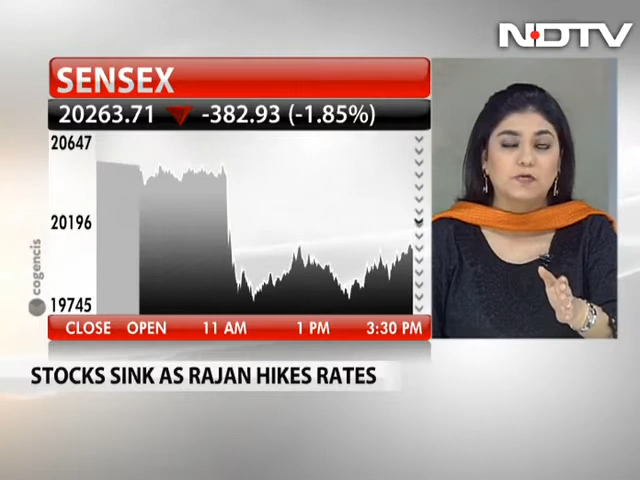 NDTV
SENSEX
20263.71 -382.93 (-1.85%)
20647
20196
19745
cogencis
CLOSE OPEN 11 AM 1 PM 3:30 PM
STOCKS SINK AS RAJAN HIKES RATES